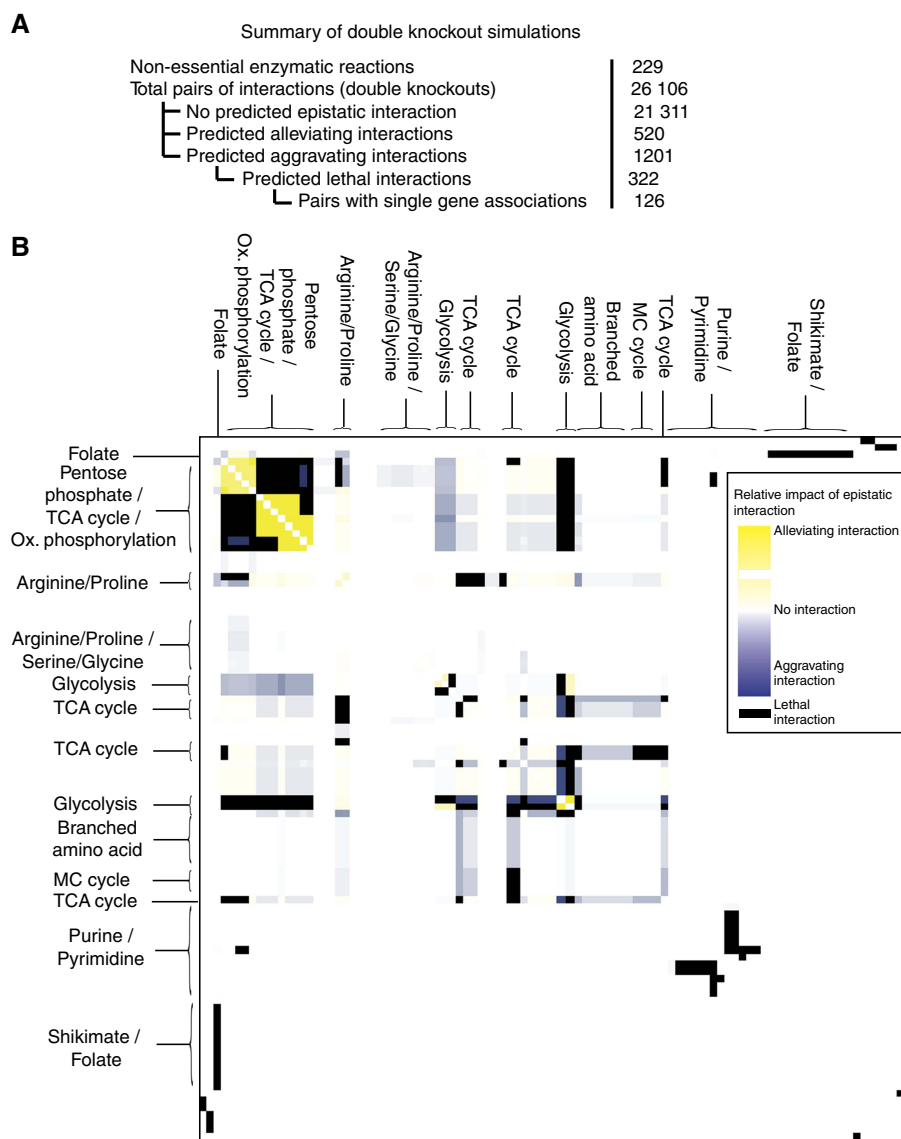 A
Summary of double knockout simulations
Non-essential enzymatic reactions 229
Total pairs of interactions (double knockouts) 26 106
No predicted epistatic interaction 21 311
Predicted alleviating interactions 520
Predicted aggravating interactions 1201
Predicted lethal interactions 322
Pairs with single gene associations 126
B
Folate
Ox. phosphorylation
TCA cycle /
phosphate /
Pentose
Arginine/Proline
Serine/Glycine
Arginine/Proline /
Glycolysis
TCA cycle
TCA cycle
Glycolysis
amino acid
Branched
MC cycle
TCA cycle
Pyrimidine
Purine /
Folate
Shikimate /
Folate
Pentose
phosphate /
TCA cycle /
Ox. phosphorylation
Arginine/Proline
Arginine/Proline /
Serine/Glycine
Glycolysis
TCA cycle
TCA cycle
Glycolysis
Branched
amino acid
MC cycle
TCA cycle
Purine /
Pyrimidine
Shikimate /
Folate
Relative impact of epistatic
interaction
Alleviating interaction
No interaction
Aggravating
interaction
Lethal
interaction